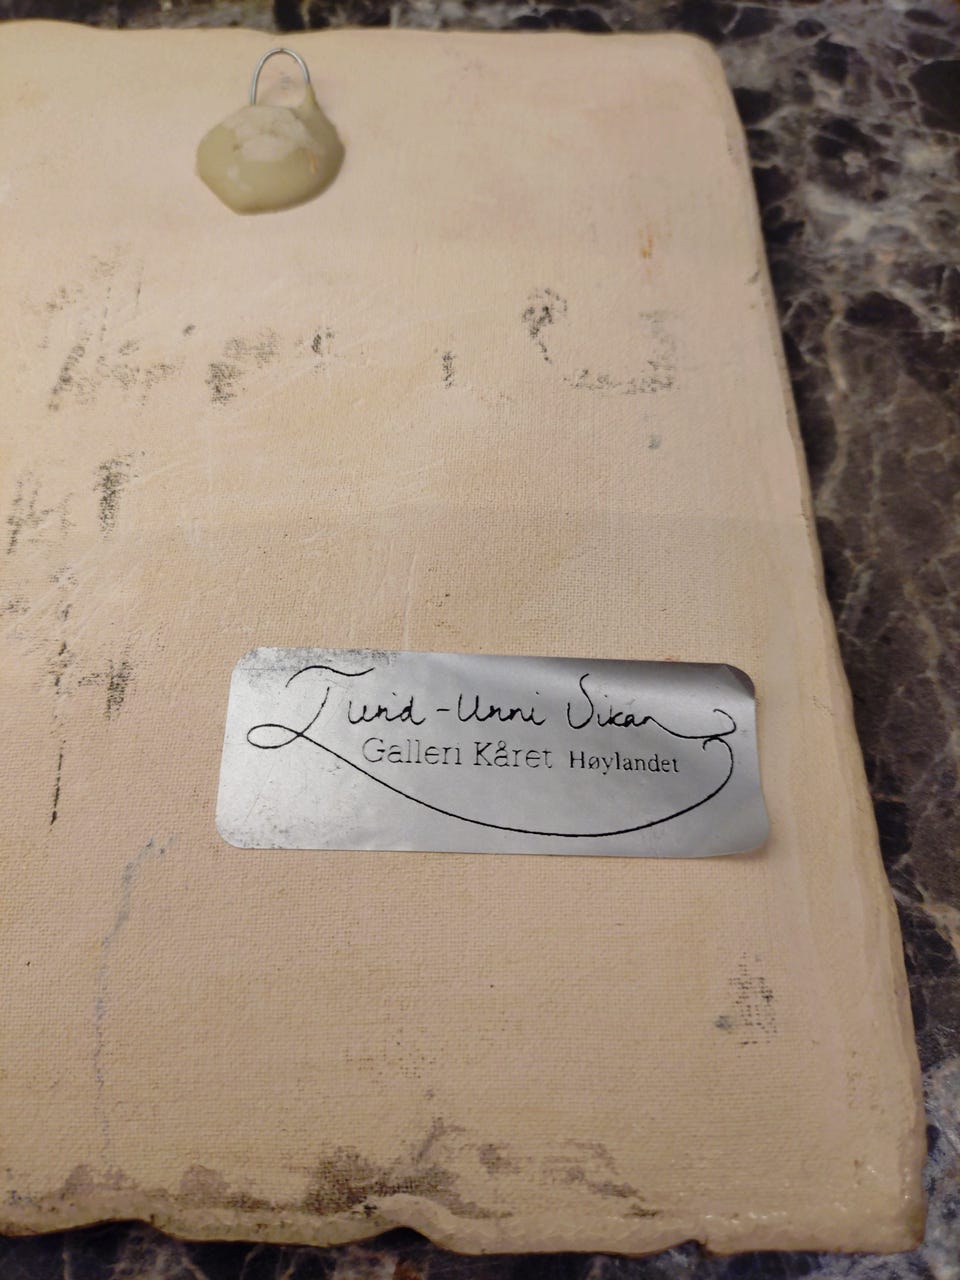 Turid-Unni Vikan
Galleri Kåret Høylandet